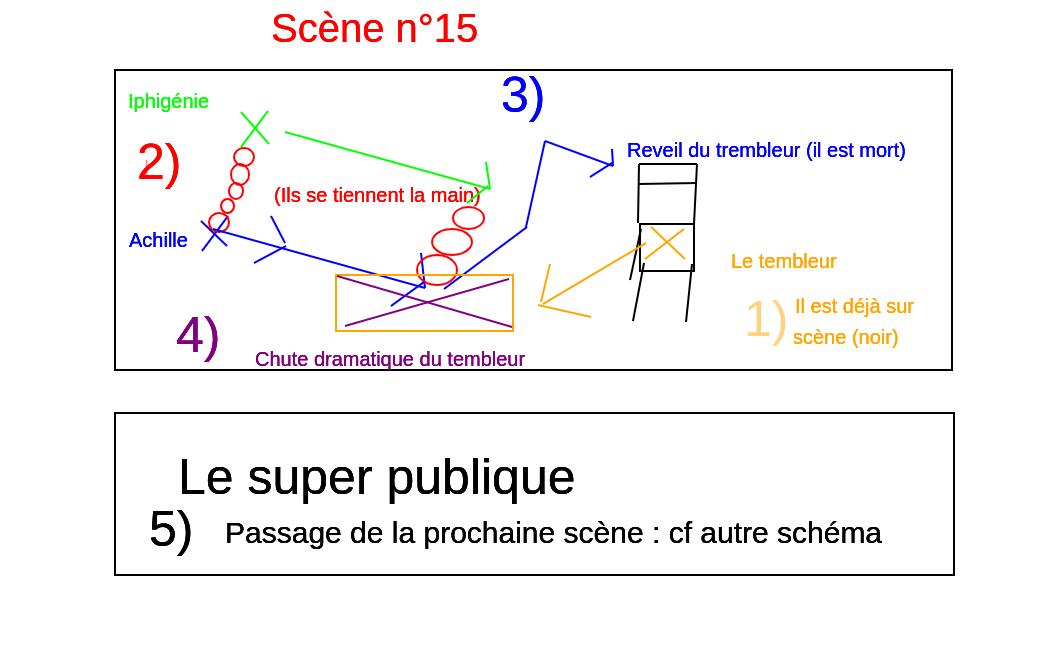 Scène n°15
3)
Iphigénie
2)
Reveil du trembleur (il est mort)
(Ils se tiennent la main)
Achille
Le tembleur
1) Il est déjà sur
scène (noir)
4)
Chute dramatique du tembleur
Le super publique
5) Passage de la prochaine scène : cf autre schéma